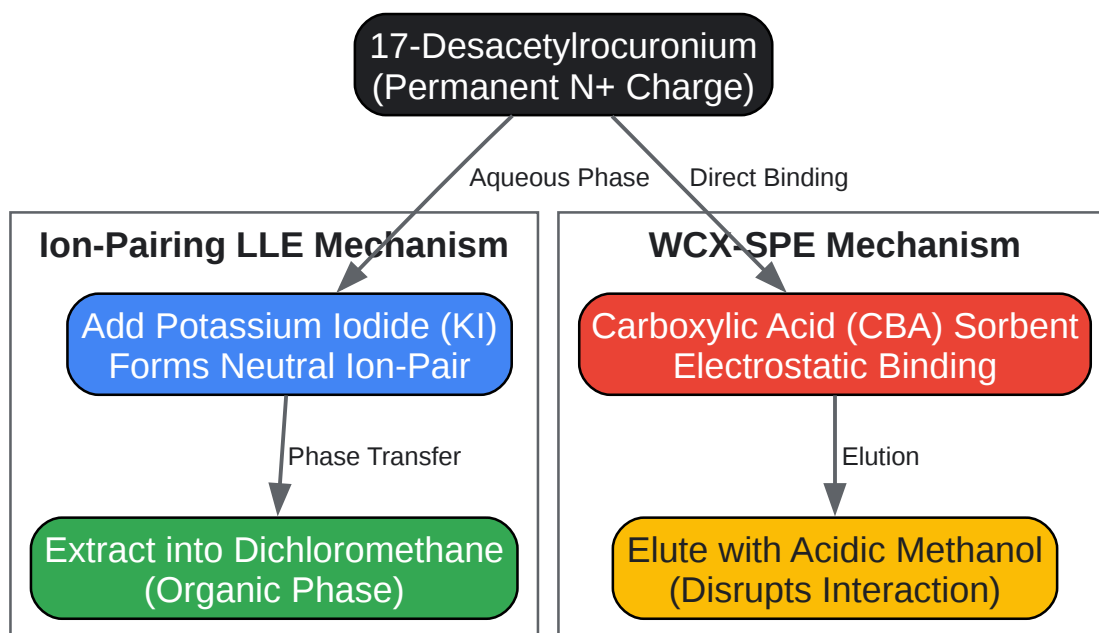 17-Desacetylrocuronium
(Permanent N+ Charge)
Aqueous Phase
Direct Binding
Ion-Pairing LLE Mechanism
Add Potassium Iodide (KI)
Forms Neutral Ion-Pair
Phase Transfer
Extract into Dichloromethane
(Organic Phase)
WCX-SPE Mechanism
Carboxylic Acid (CBA) Sorbent
Electrostatic Binding
Elution
Elute with Acidic Methanol
(Disrupts Interaction)